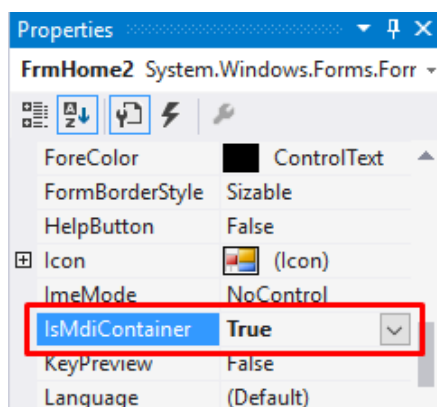 Properties
FrmHome2 System.Windows.Forms.Forr
ForeColor ControlText
FormBorderStyle Sizable
HelpButton False
Icon (Icon)
ImeMode NoControl
IsMdiContainer True
KeyPreview False
Language (Default)